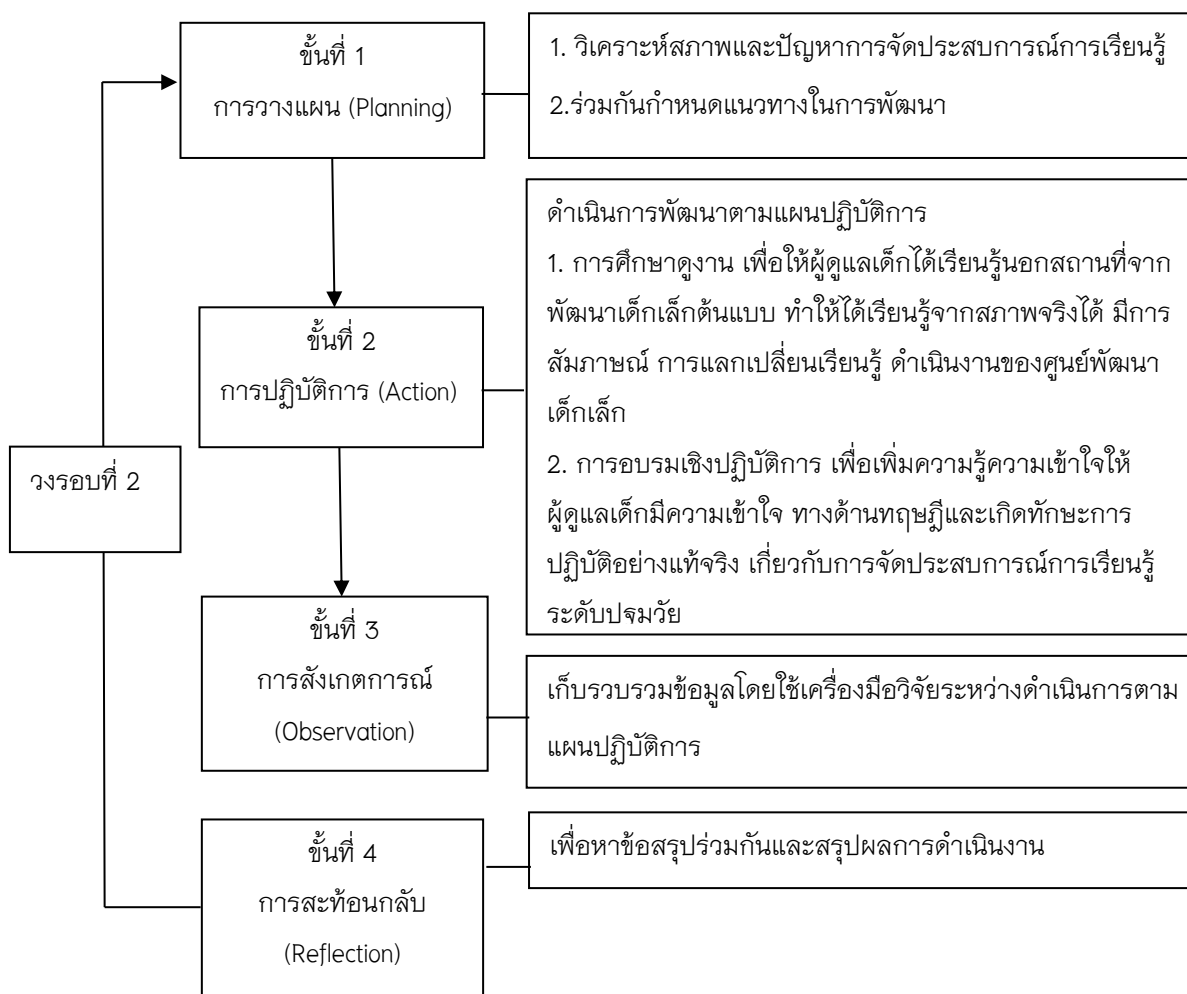 ขั้นที่ 1
การวางแผน (Planning)
1. วิเคราะห์สภาพและปัญหาการจัดประสบการณ์การเรียนรู้
2.ร่วมกันกำหนดแนวทางในการพัฒนา
ขั้นที่ 2
การปฏิบัติการ (Action)
ดำเนินการพัฒนาตามแผนปฏิบัติการ
1. การศึกษาดูงาน เพื่อให้ผู้ดูแลเด็กได้เรียนรู้นอกสถานที่จาก
พัฒนาเด็กเล็กต้นแบบ ทำให้ได้เรียนรู้จากสภาพจริงได้ มีการ
สัมภาษณ์ การแลกเปลี่ยนเรียนรู้ ดำเนินงานของศูนย์พัฒนา
เด็กเล็ก
2. การอบรมเชิงปฏิบัติการ เพื่อเพิ่มความรู้ความเข้าใจให้
ผู้ดูแลเด็กมีความเข้าใจ ทางด้านทฤษฎีและเกิดทักษะการ
ปฏิบัติอย่างแท้จริง เกี่ยวกับการจัดประสบการณ์การเรียนรู้
ระดับปฐมวัย
วงรอบที่ 2
ขั้นที่ 3
การสังเกตการณ์
(Observation)
เก็บรวบรวมข้อมูลโดยใช้เครื่องมือวิจัยระหว่างดำเนินการตาม
แผนปฏิบัติการ
ขั้นที่ 4
การสะท้อนกลับ
(Reflection)
เพื่อหาข้อสรุปร่วมกันและสรุปผลการดำเนินงาน